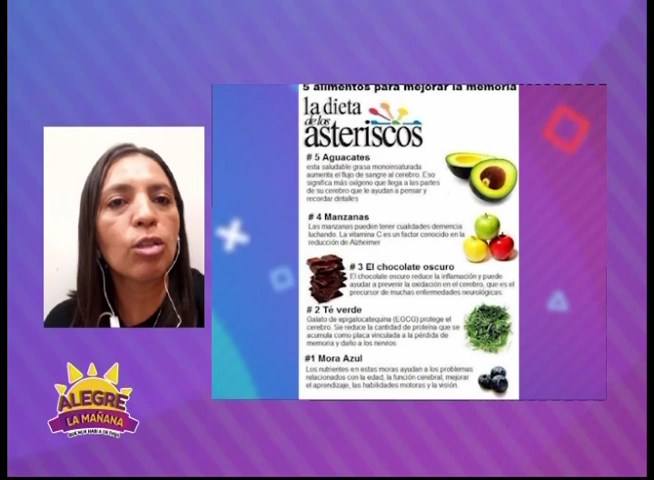 5 alimentos para mejorar la memoria
la dieta
de los
asteriscos
# 5 Aguacates
esta saludable grasa monoinsaturada
aumenta el flujo de sangre al cerebro. Eso
significa más oxígeno que llega a las partes
de su cerebro que le ayudan a pensar y
recordar detalles
# 4 Manzanas
Las manzanas pueden tener cualidades demencia
luchando. La vitamina C es un factor conocido en la
reducción de Alzheimer
# 3 El chocolate oscuro
El chocolate oscuro reduce la inflamación y puede
ayudar a prevenir la oxidación en el cerebro, que es el
precursor de muchas enfermedades neurológicas.
# 2 Té verde
Galato de epigalocatequina (EGCG) protege el
cerebro. Se reduce la cantidad de proteína que se
acumula como placa vinculada a la pérdida de
memoria y daño a los nervios
#1 Mora Azul
Los nutrientes en estas moras ayudan a los problemas
relacionados con la edad, la función cerebral, mejorar
el aprendizaje, las habilidades motoras y la visión.
ALEGRE
LA MAÑANA
QUE NOS HABLA DE DIOS